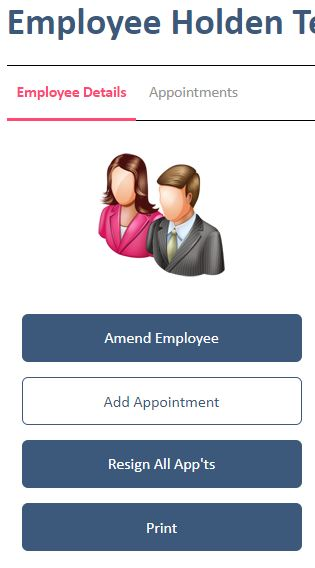 Employee Holden Te
Employee Details Appointments
Amend Employee
Add Appointment
Resign All App'ts
Print